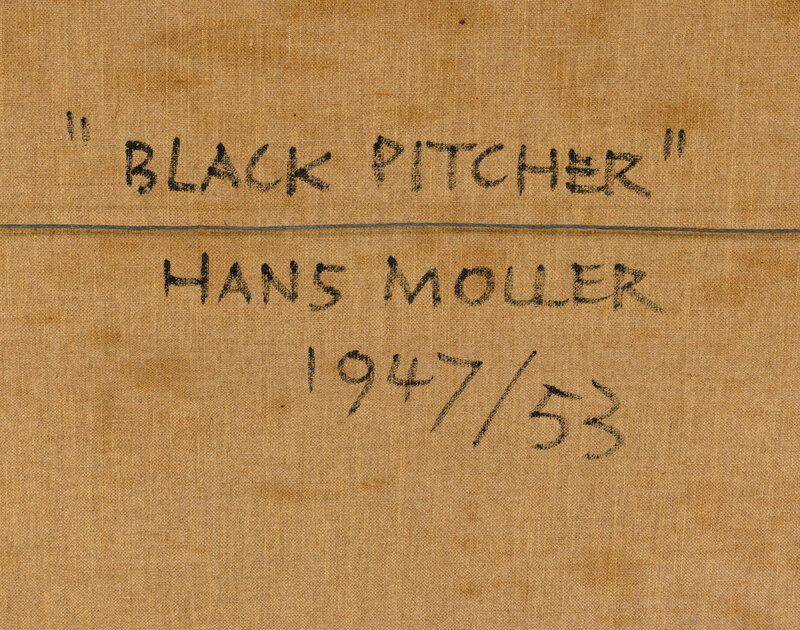 "BLACK PITCHER"
HANS MOLLER
1947/53